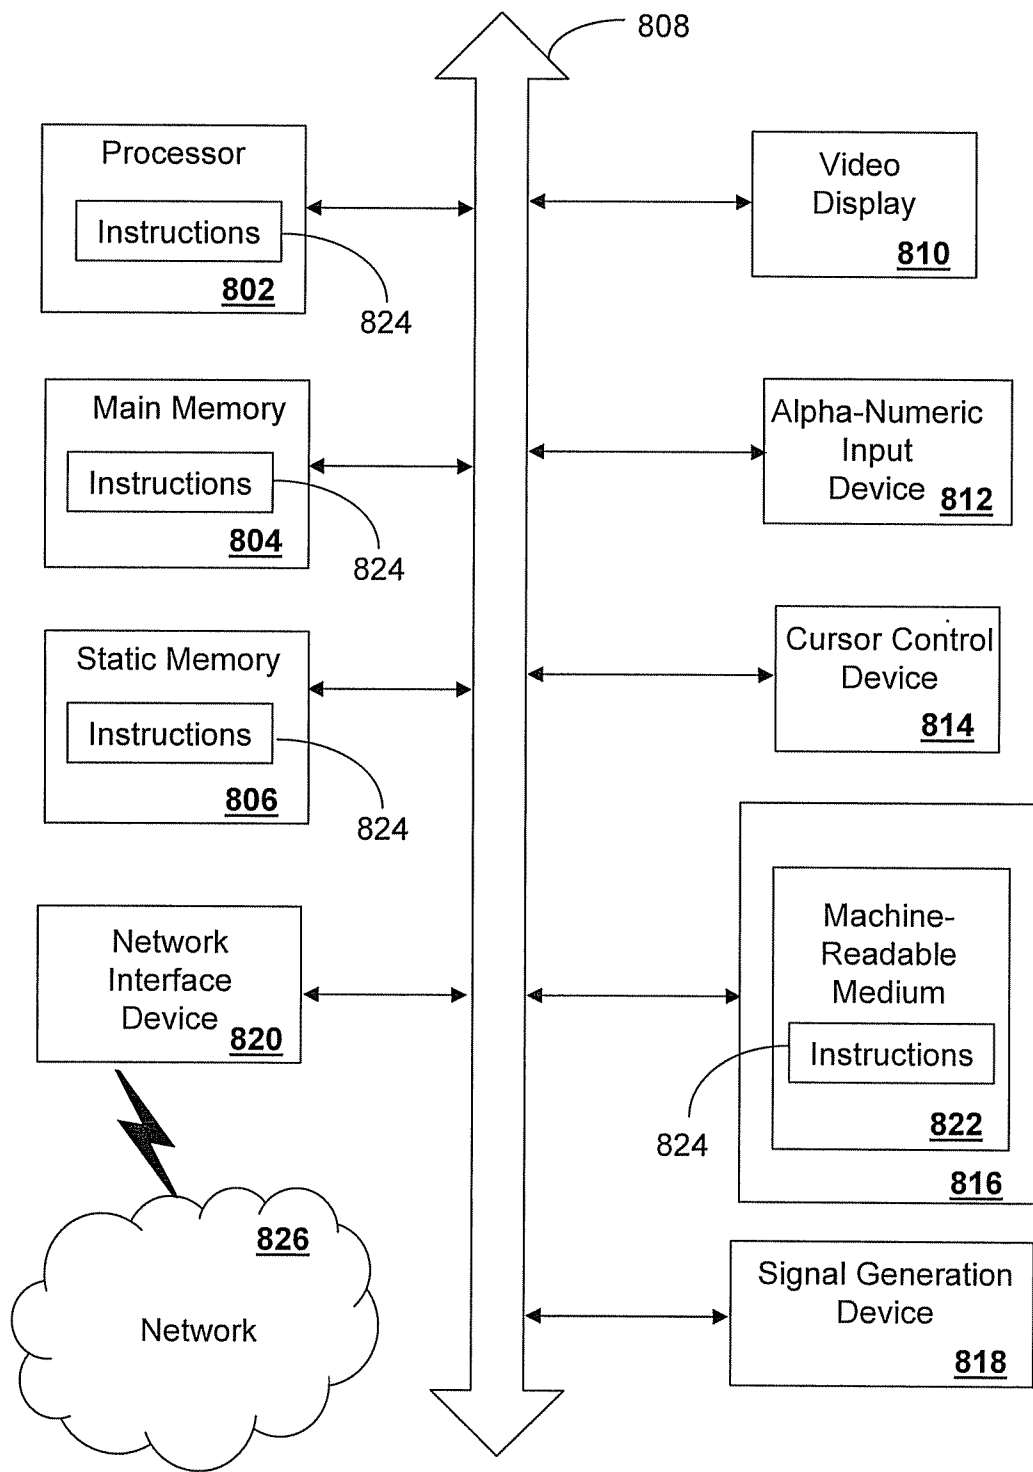 808
Processor
Instructions
802
824
Main Memory
Instructions
804
824
Static Memory
Instructions
806
824
Network
Interface
Device
820
826
Network
Video
Display
810
Alpha-Numeric
Input
Device
812
Cursor Control
Device
814
Machine-
Readable
Medium
Instructions
824
822
816
Signal Generation
Device
818